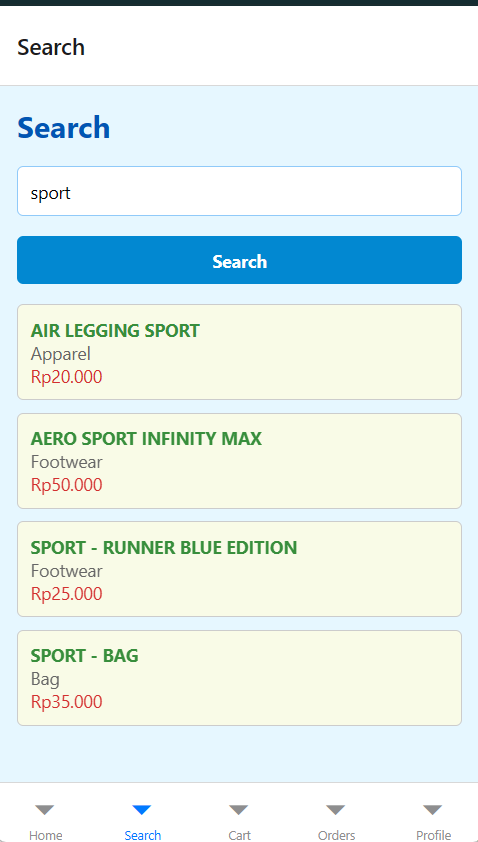 Search
Search
sport
Search
AIR LEGGING SPORT
Apparel
Rp20.000
AERO SPORT INFINITY MAX
Footwear
Rp50.000
SPORT - RUNNER BLUE EDITION
Footwear
Rp25.000
SPORT - BAG
Bag
Rp35.000
Home Search Cart Orders Profile